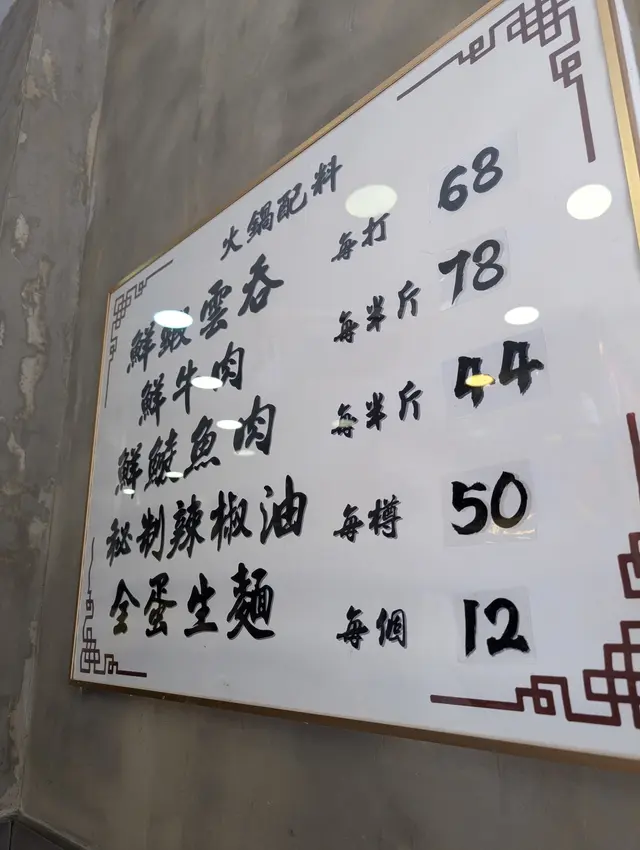 火鍋配料
鮮蝦雲吞 每打 68
鮮牛肉 每半斤 78
鮮鯪魚肉 每半斤 44
秘制辣椒油 每樽 50
全蛋生麵 每個 12